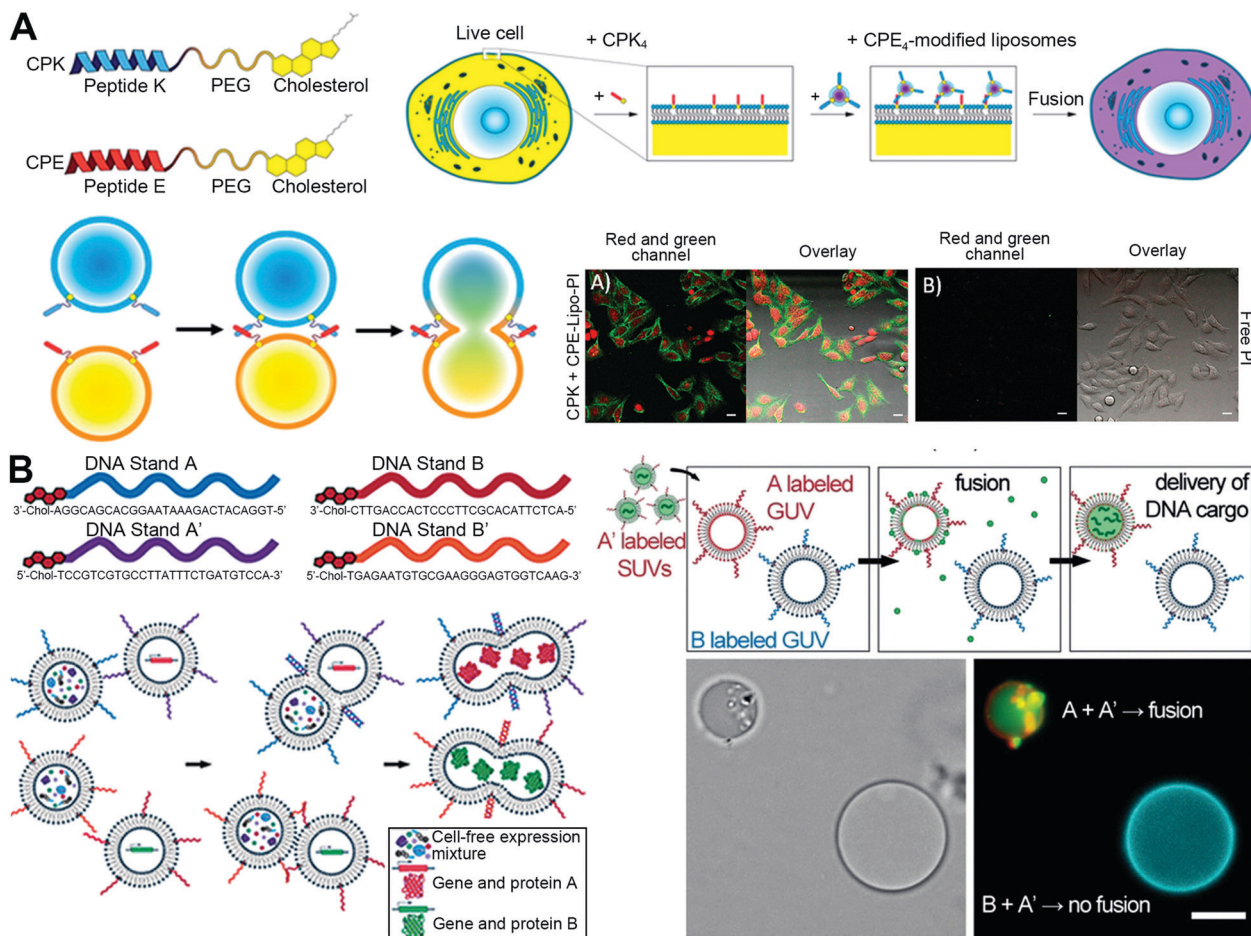 A
CPK
Peptide K
PEG
Cholesterol
CPE
Peptide E
PEG
Cholesterol
Live cell
+ CPK4
+
+ CPE4-modified liposomes
+
Fusion
Red and green
channel
Overlay
Red and green
channel
Overlay
CPK + CPE-Lipo-PI
A)
B)
Free PI
B
DNA Stand A
3'-Chol-AGGCAGCACGGAATAAAGACTACAGGT-5'
DNA Stand A'
5'-Chol-TCCGTCGTGCCTTATTTCTGATGTCCA-3'
DNA Stand B
3'-Chol-CTTGACCACTCCCTTCGCACATTCTCA-5'
DNA Stand B'
5'-Chol-TGAGAATGTGCGAAGGGAGTGGTCAAG-3'
Cell-free expression
mixture
Gene and protein A
Gene and protein B
A' labeled
SUVs
A labeled
GUV
B labeled GUV
fusion
delivery of
DNA cargo
A + A' → fusion
B + A' → no fusion